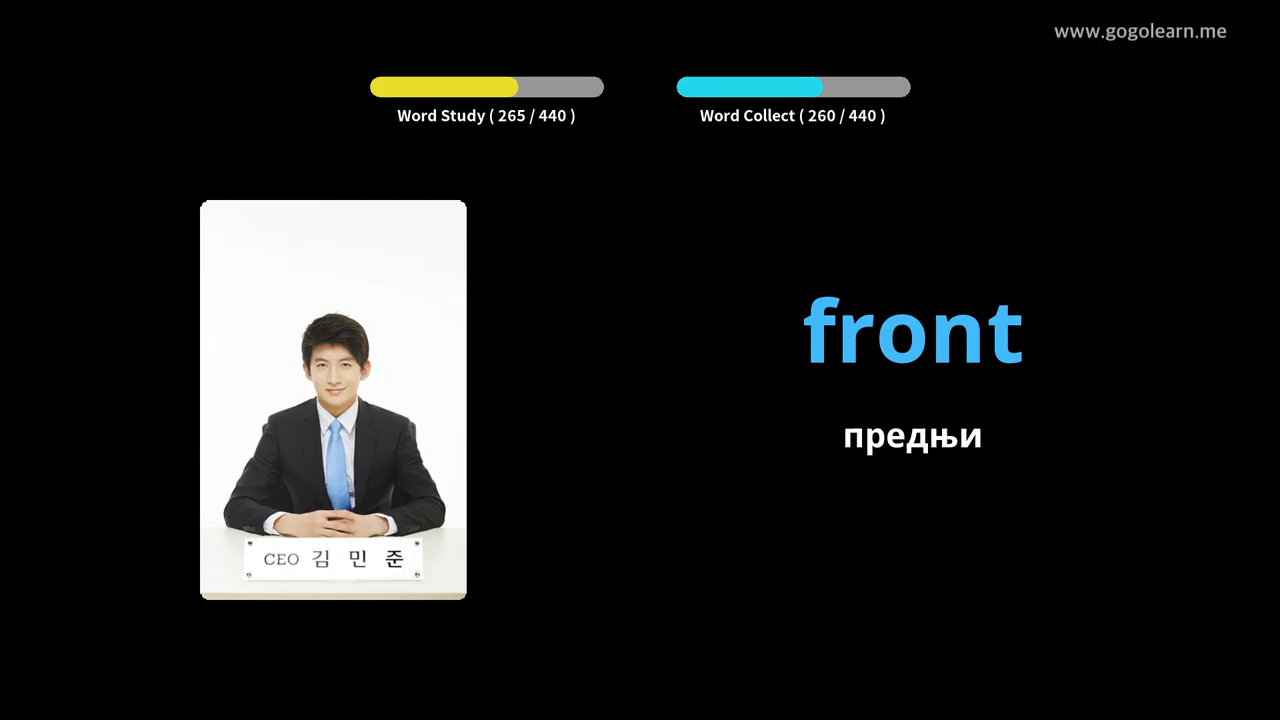 www.gogolearn.me
Word Study ( 265 / 440 )
Word Collect ( 260 / 440 )
front
предњи
CEO 김 민 준